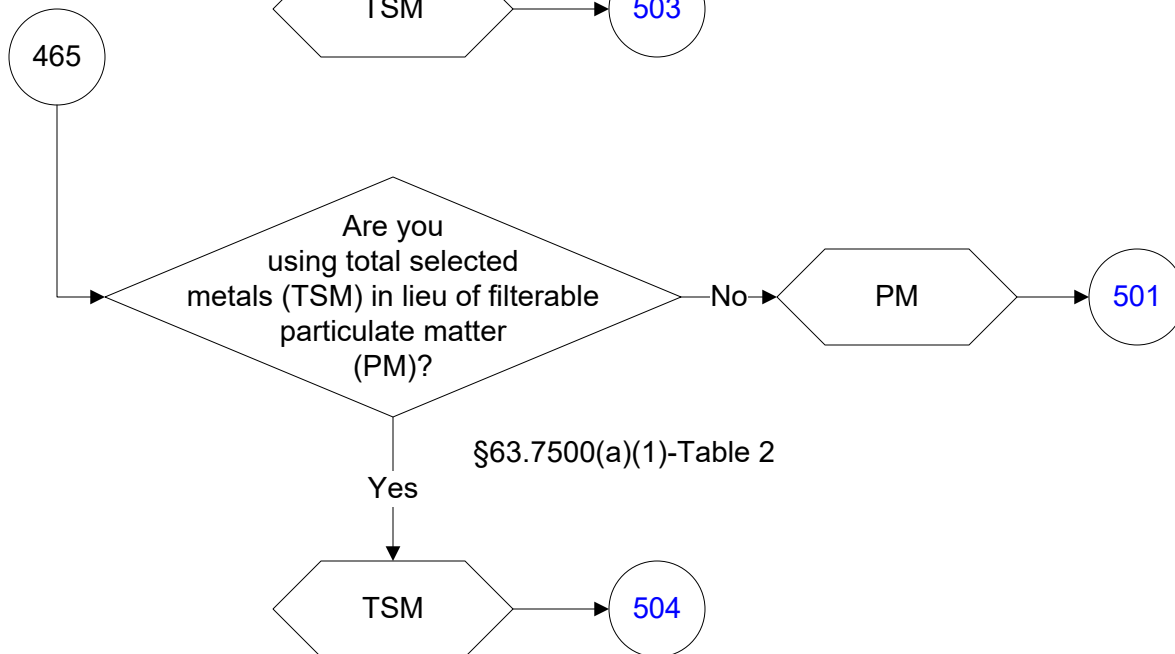 TSM
503
465
Are you
using total selected
metals (TSM) in lieu of filterable
particulate matter
(PM)?
No
PM
501
§63.7500(a)(1)-Table 2
Yes
TSM
504